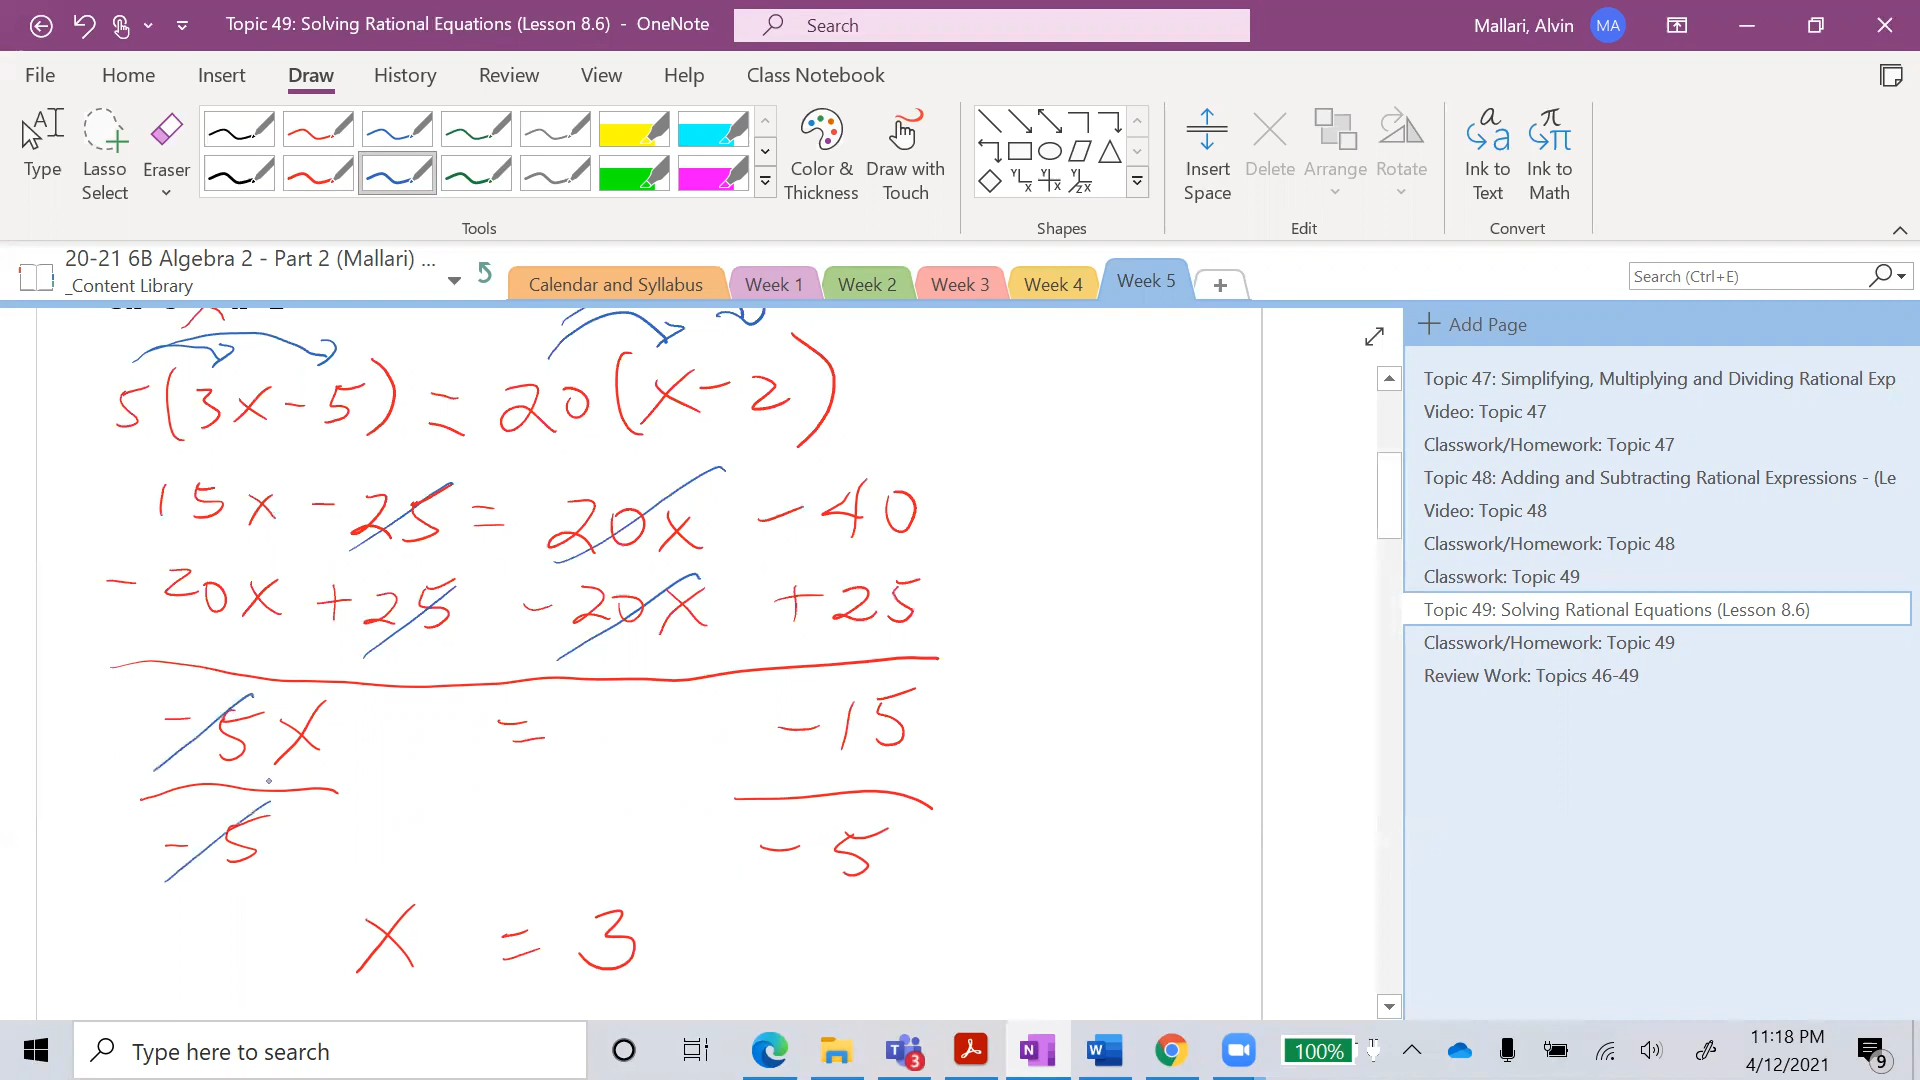 Topic 49: Solving Rational Equations (Lesson 8.6) - OneNote
Search
Mallari, Alvin
MA
File Home Insert Draw History Review View Help Class Notebook
Type
Lasso Select
Eraser
Color & Thickness
Draw with Touch
Insert Space
Delete
Arrange
Rotate
Ink to Text
Ink to Math
Tools
Shapes
Edit
Convert
20-21 6B Algebra 2 - Part 2 (Mallari) ...
_Content Library
Calendar and Syllabus
Week 1
Week 2
Week 3
Week 4
Week 5
Search (Ctrl+E)
5(3x-5) = 20(x-2)
15x - 25 = 20x - 40
- 20x + 25 - 20x + 25
-5x = -15
-5 -5
x = 3
Add Page
Topic 47: Simplifying, Multiplying and Dividing Rational Exp
Video: Topic 47
Classwork/Homework: Topic 47
Topic 48: Adding and Subtracting Rational Expressions - (Le
Video: Topic 48
Classwork/Homework: Topic 48
Classwork: Topic 49
Topic 49: Solving Rational Equations (Lesson 8.6)
Classwork/Homework: Topic 49
Review Work: Topics 46-49
Type here to search
3
100%
11:18 PM
4/12/2021
9